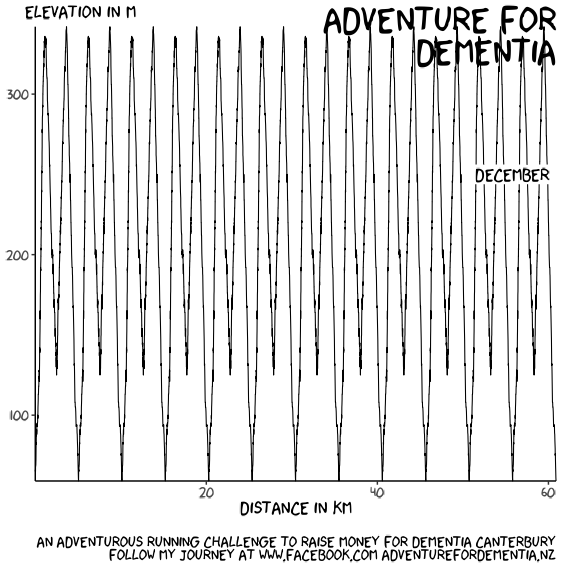 ELEVATION IN M
ADVENTURE FOR
DEMENTIA
300
DECEMBER
200
100
20
40
60
DISTANCE IN KM
AN ADVENTUROUS RUNNING CHALLENGE TO RAISE MONEY FOR DEMENTIA CANTERBURY
FOLLOW MY JOURNEY AT WWW.FACEBOOK.COM ADVENTUREFORDEMENTIA.NZ